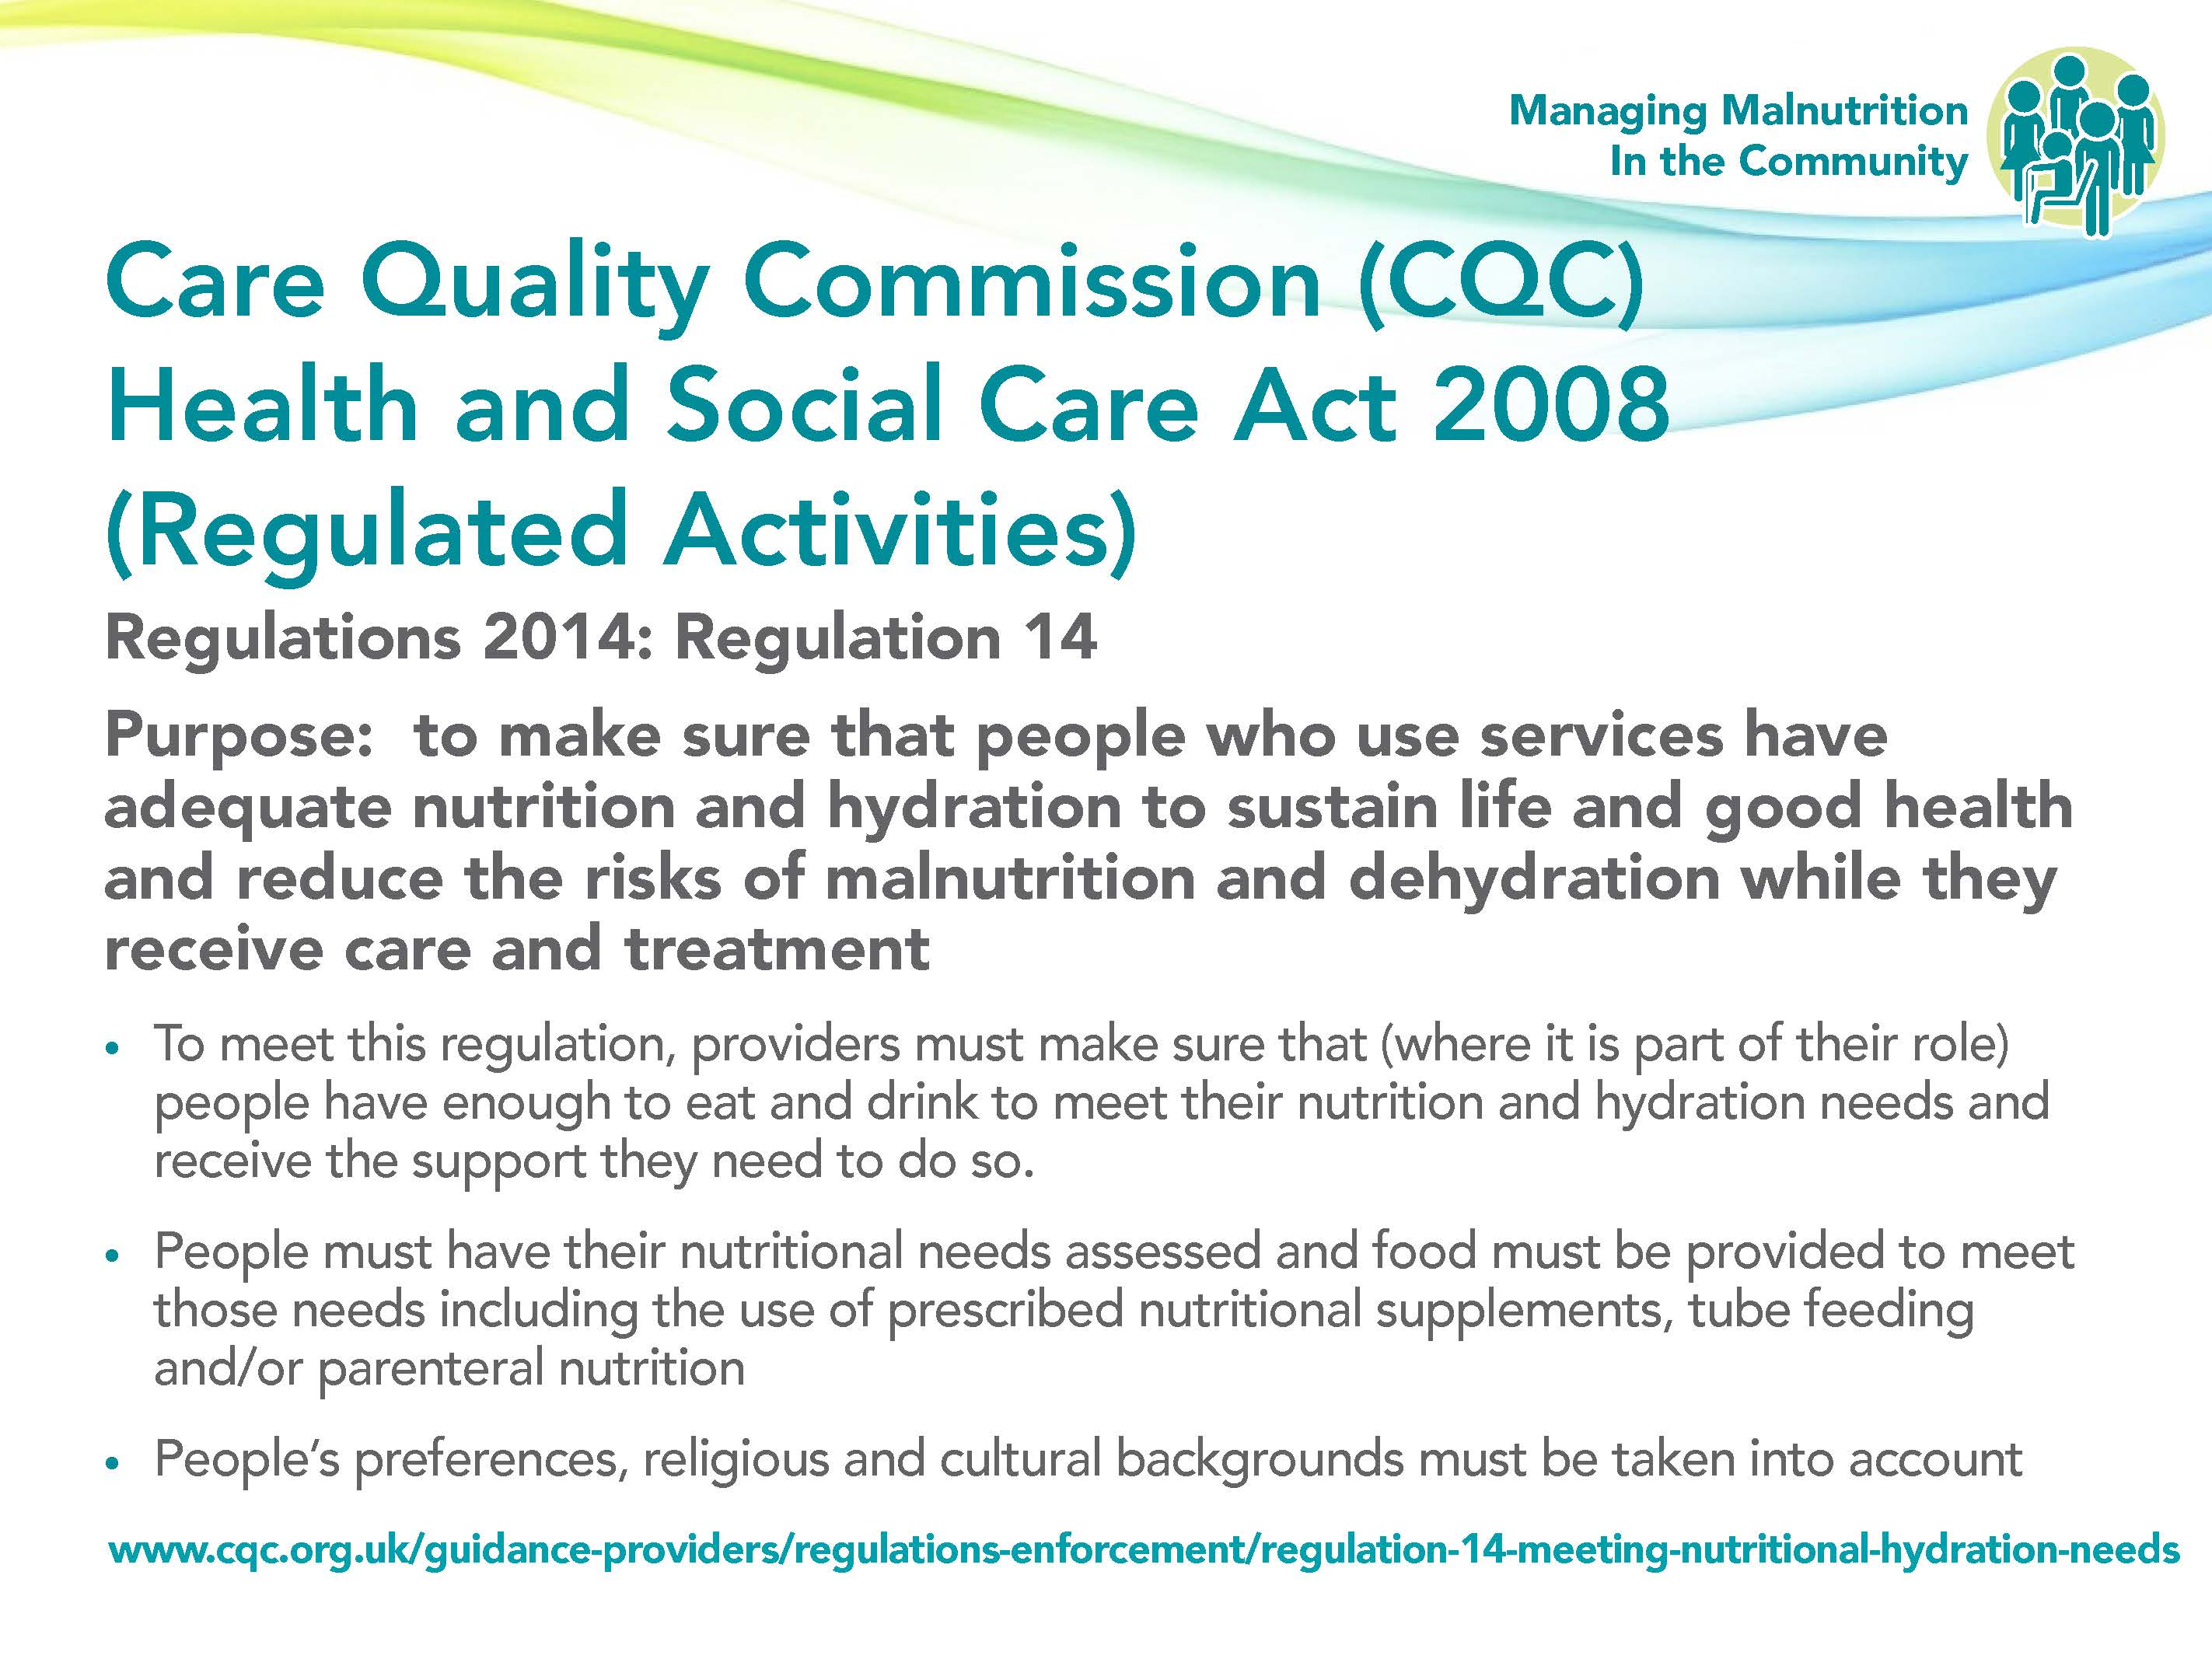 Managing Malnutrition
In the Community
Care Quality Commission (CQC)
Health and Social Care Act 2008
(Regulated Activities)
Regulations 2014: Regulation 14
Purpose: to make sure that people who use services have
adequate nutrition and hydration to sustain life and good health
and reduce the risks of malnutrition and dehydration while they
receive care and treatment
• To meet this regulation, providers must make sure that (where it is part of their role)
people have enough to eat and drink to meet their nutrition and hydration needs and
receive the support they need to do so.
• People must have their nutritional needs assessed and food must be provided to meet
those needs including the use of prescribed nutritional supplements, tube feeding
and/or parenteral nutrition
• People‘s preferences, religious and cultural backgrounds must be taken into account
www.cqc.org.uk/guidance-providers/regulations-enforcement/regulation-14-meeting-nutritional-hydration-needs